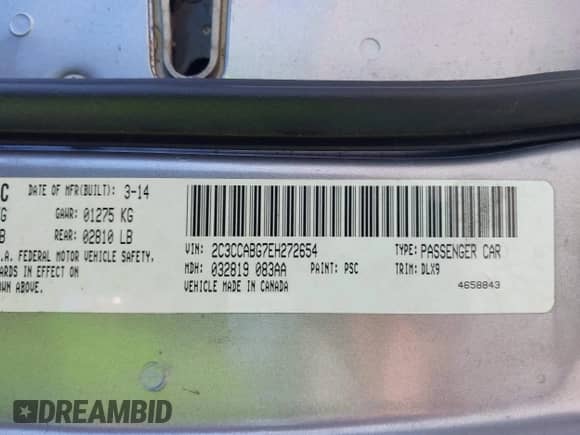 C DATE OF MFR(BUILT): 3-14
G GAWR: 01275 KG
B REAR: 02810 LB
.A. FEDERAL MOTOR VEHICLE SAFETY,
ARDS IN EFFECT ON
OWN ABOVE.
VIN: 2C3CCABG7EH272654 TYPE: PASSENGER CAR
MDH: 032819 083AA PAINT: PSC TRIM: DLX9
VEHICLE MADE IN CANADA
4658843
DREAMBID